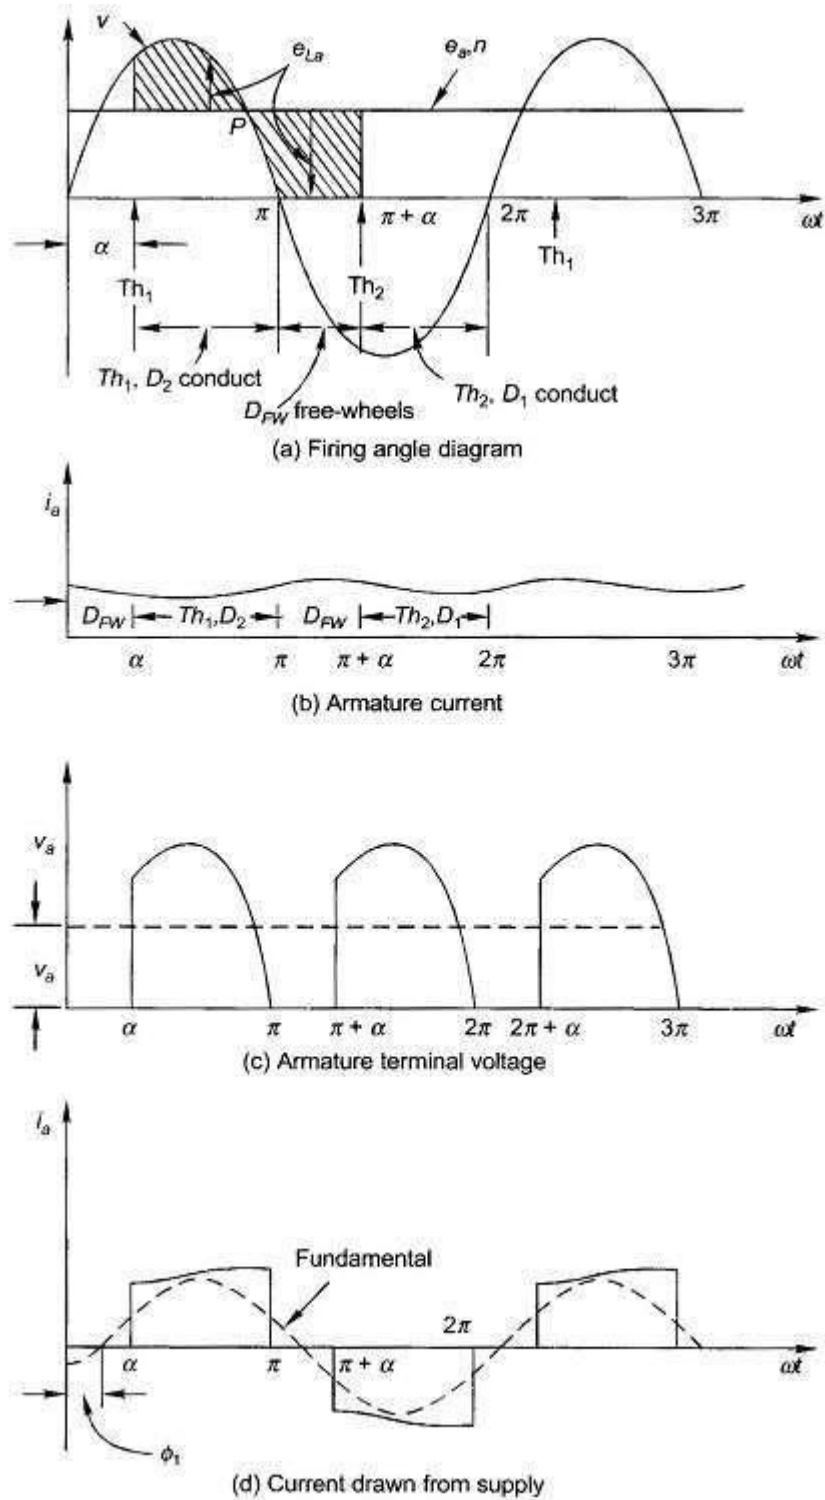 v
e_La
e_a, n
P
π
π + α
2π
3π
ωt
α
Th₁
Th₂
Th₁
Th₁, D₂ conduct
Th₂, D₁ conduct
D_FW free-wheels
(a) Firing angle diagram
i_a
D_FW Th₁, D₂ D_FW Th₂, D₁
α π π + α 2π 3π ωt
(b) Armature current
v_a
v_a
α π π + α 2π 2π + α 3π ωt
(c) Armature terminal voltage
i_a
Fundamental
2π
α π π + α ωt
ϕ₁
(d) Current drawn from supply